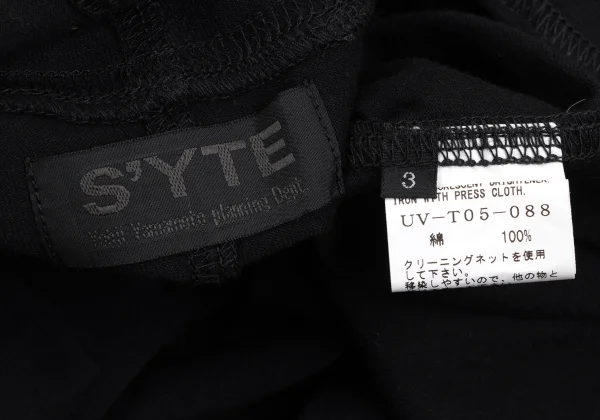 S'YTE
Yohji Yamamoto planning Dept.
3
FLUORESCENT BRIGHTENER.
IRON WITH PRESS CLOTH.
UV-T05-088
綿 100%
クリーニングネットを使用
して下さい。
移染しやすいので、他の物と